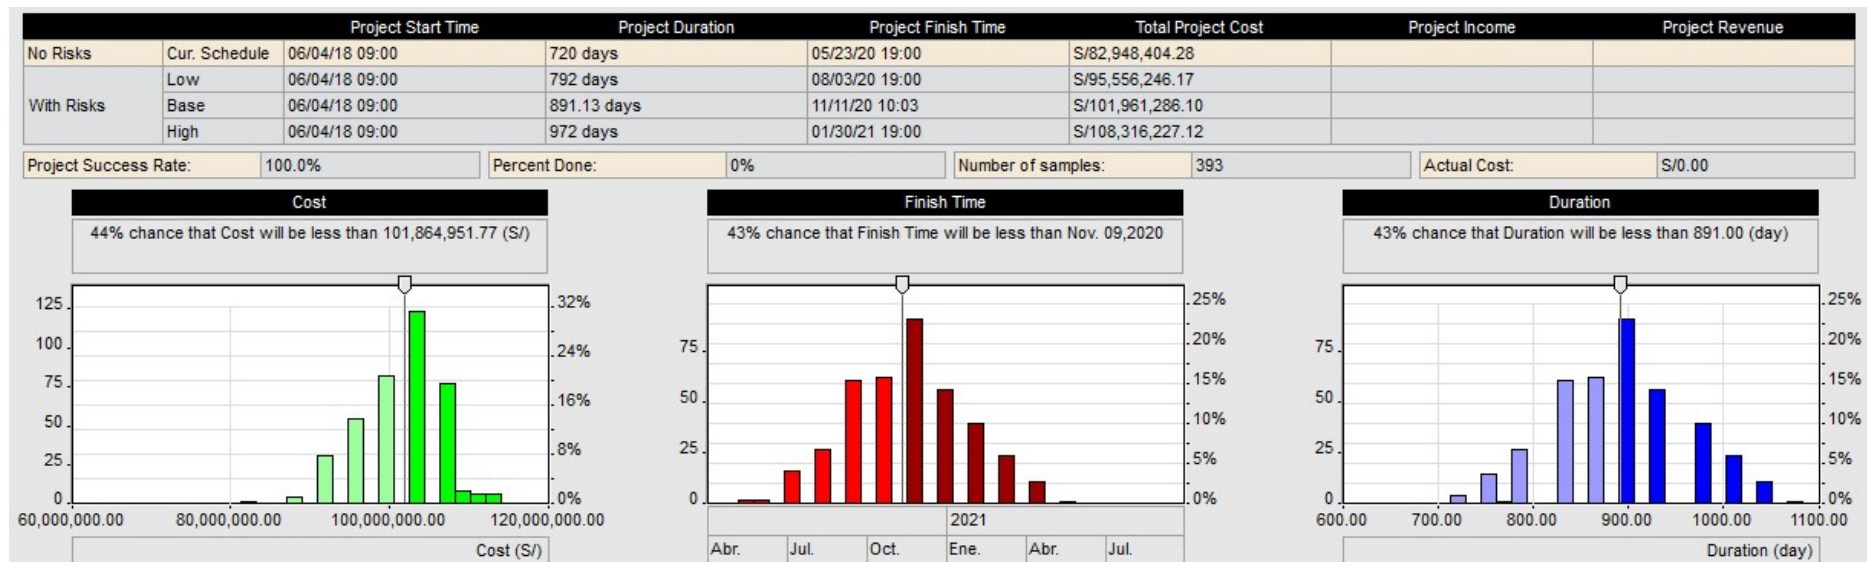 Project Start Time Project Duration Project Finish Time Total Project Cost Project Income Project Revenue
No Risks Cur. Schedule 06/04/18 09:00 720 days 05/23/20 19:00 S/82,948,404.28
Low 06/04/18 09:00 792 days 08/03/20 19:00 S/95,556,246.17
With Risks Base 06/04/18 09:00 891.13 days 11/11/20 10:03 S/101,961,286.10
High 06/04/18 09:00 972 days 01/30/21 19:00 S/108,316,227.12
Project Success Rate: 100.0% Percent Done: 0% Number of samples: 393 Actual Cost: S/0.00
Cost
44% chance that Cost will be less than 101,864,951.77 (S/)
125
100
75
50
25
0
32%
24%
16%
8%
0%
60,000,000.00 80,000,000.00 100,000,000.00 120,000,000.00
Cost (S/)
Finish Time
43% chance that Finish Time will be less than Nov. 09,2020
75
50
25
0
25%
20%
15%
10%
5%
0%
2021
Abr. Jul. Oct. Ene. Abr. Jul.
Duration
43% chance that Duration will be less than 891.00 (day)
75
50
25
0
25%
20%
15%
10%
5%
0%
600.00 700.00 800.00 900.00 1000.00 1100.00
Duration (day)